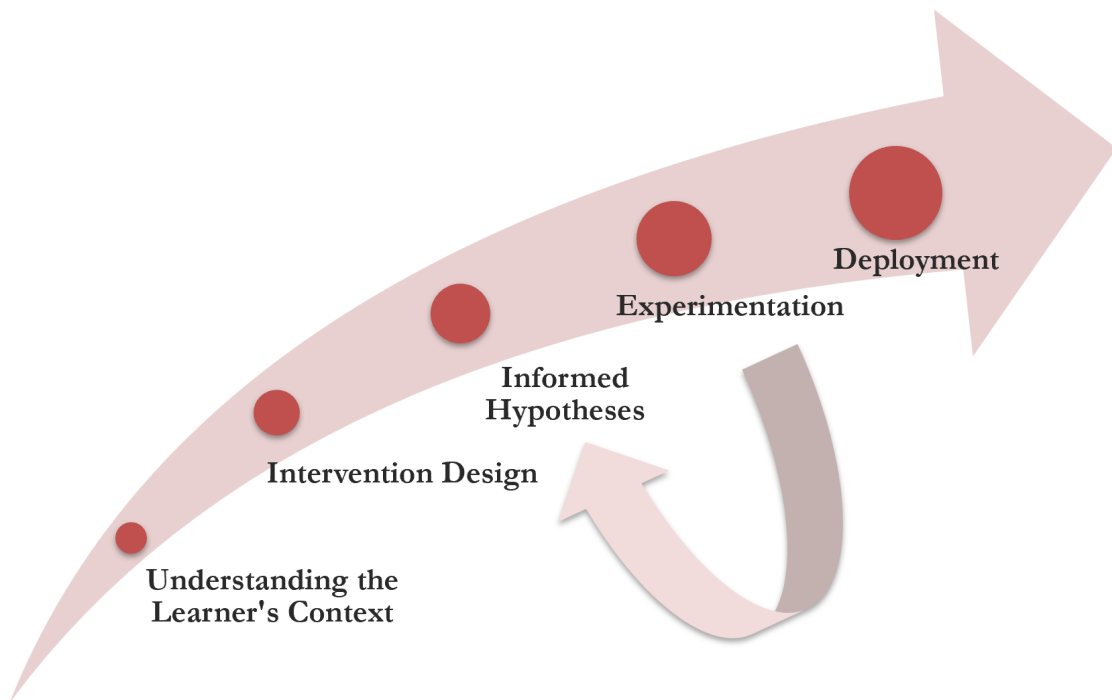 Understanding the
Learner's Context
Intervention Design
Informed
Hypotheses
Experimentation
Deployment